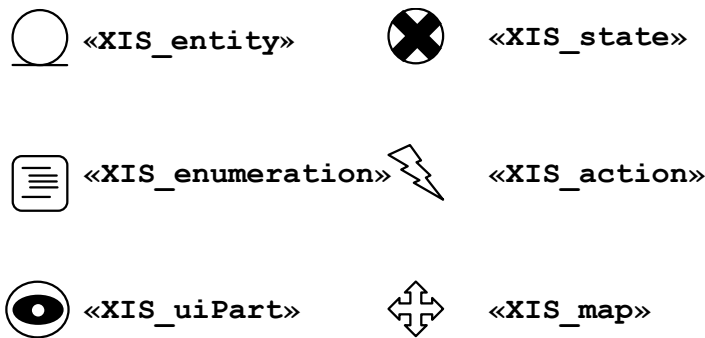 «XIS_entity» «XIS_state»
«XIS_enumeration» «XIS_action»
«XIS_uiPart» «XIS_map»